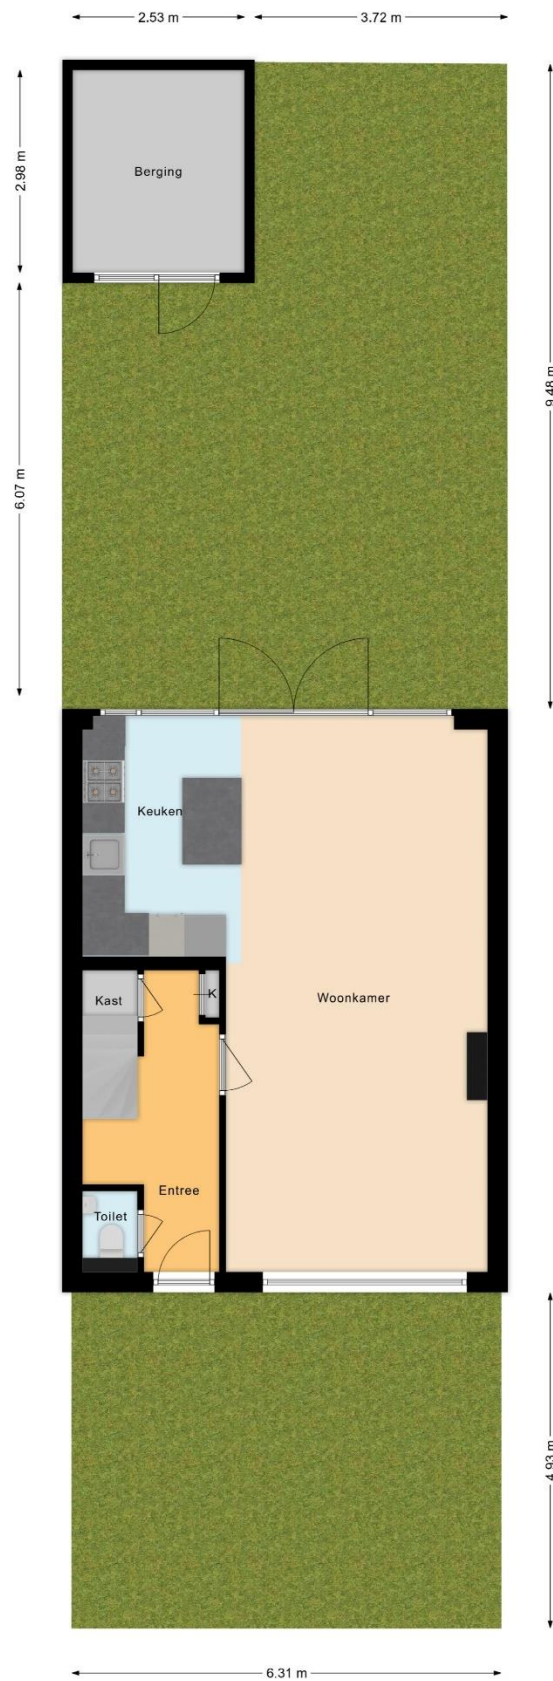 2.53 m
3.72 m
2.98 m
Berging
9.48 m
6.07 m
Keuken
Kast
K
Woonkamer
Entree
Toilet
4.93 m
6.31 m